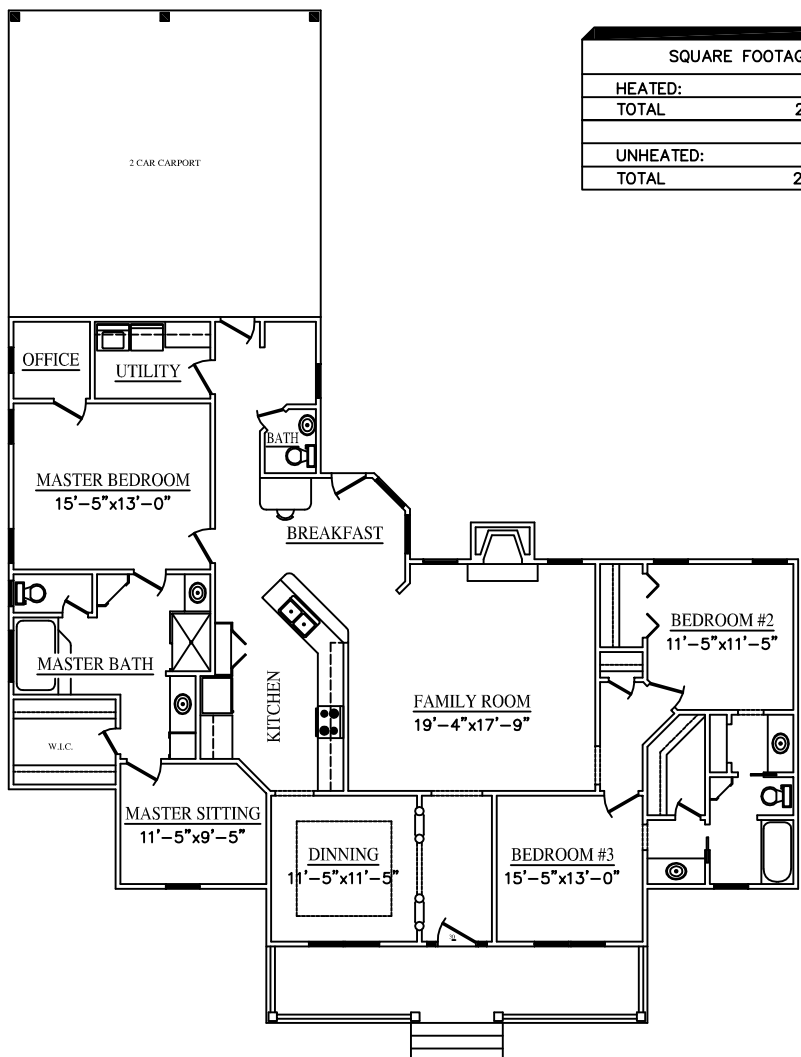 SQUARE FOOTAG
HEATED:
TOTAL 2
UNHEATED:
TOTAL 2
2 CAR CARPORT
OFFICE
UTILITY
BATH
MASTER BEDROOM
15'-5"x13'-0"
BREAKFAST
BEDROOM #2
11'-5"x11'-5"
MASTER BATH
KITCHEN
FAMILY ROOM
19'-4"x17'-9"
W.I.C.
MASTER SITTING
11'-5"x9'-5"
DINNING
11'-5"x11'-5"
BEDROOM #3
15'-5"x13'-0"